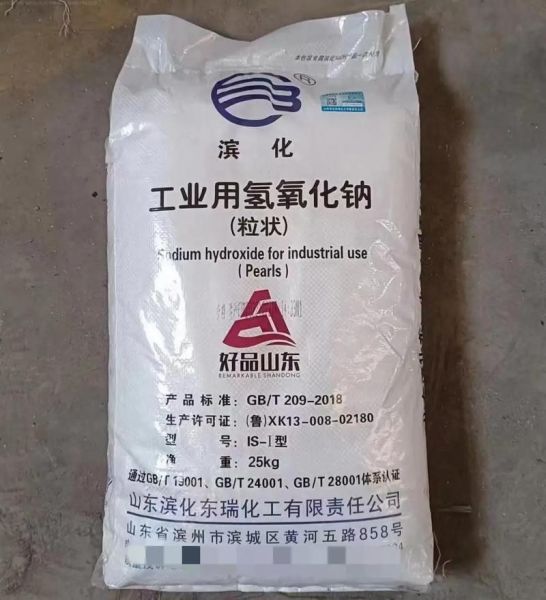 B
R
滨化
工业用氢氧化钠
(粒状)
Sodium hydroxide for industrial use
( Pearls )
好品山东
REMARKABLE SHANDONG
产品标准: GB/T 209-2018
生产许可证: (鲁)XK13-008-02180
型号: IS-I型
净重: 25kg
通过GB/T 19001、GB/T 24001、GB/T 28001体系认证
山东滨化东瑞化工有限责任公司
山东省滨州市滨城区黄河五路858号